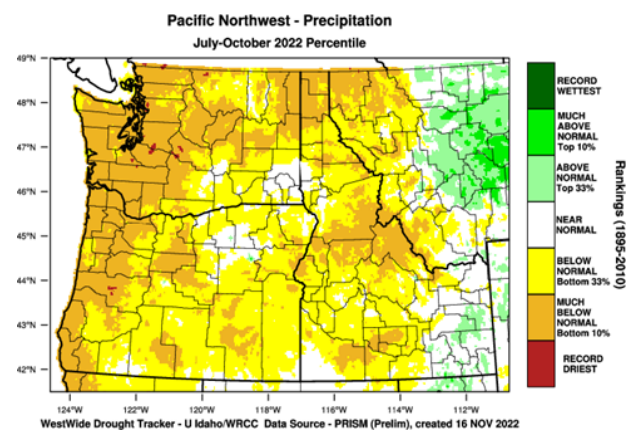 Pacific Northwest - Precipitation
July-October 2022 Percentile
49°N
48°N
47°N
46°N
45°N
44°N
43°N
42°N
124°W
122°W
120°W
118°W
116°W
114°W
112°W
RECORD
WETTEST
MUCH
ABOVE
NORMAL
Top 10%
ABOVE
NORMAL
Top 33%
NEAR
NORMAL
BELOW
NORMAL
Bottom 33%
MUCH
BELOW
NORMAL
Bottom 10%
RECORD
DRIEST
Rankings (1895-2010)
WestWide Drought Tracker - U Idaho/WRCC Data Source - PRISM (Prelim), created 16 NOV 2022